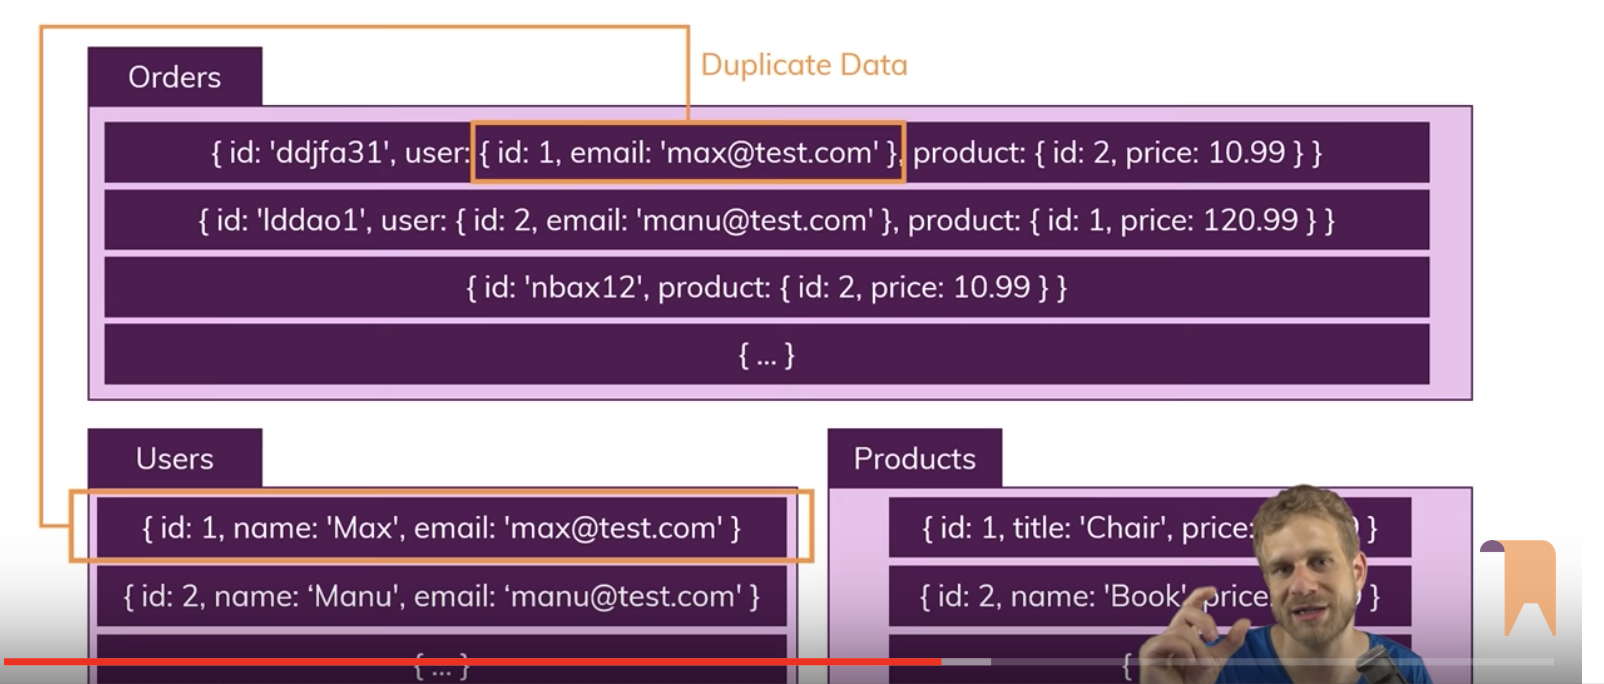 Duplicate Data
Orders
{ id: 'ddjfa31', user: { id: 1, email: 'max@test.com' }, product: { id: 2, price: 10.99 } }
{ id: 'lddao1', user: { id: 2, email: 'manu@test.com' }, product: { id: 1, price: 120.99 } }
{ id: 'nbax12', product: { id: 2, price: 10.99 } }
{ ... }
Users
{ id: 1, name: 'Max', email: 'max@test.com' }
{ id: 2, name: ‘Manu', email: ‘manu@test.com' }
{ ... }
Products
{ id: 1, title: 'Chair', price: }
{ id: 2, name: 'Book', price: }
{